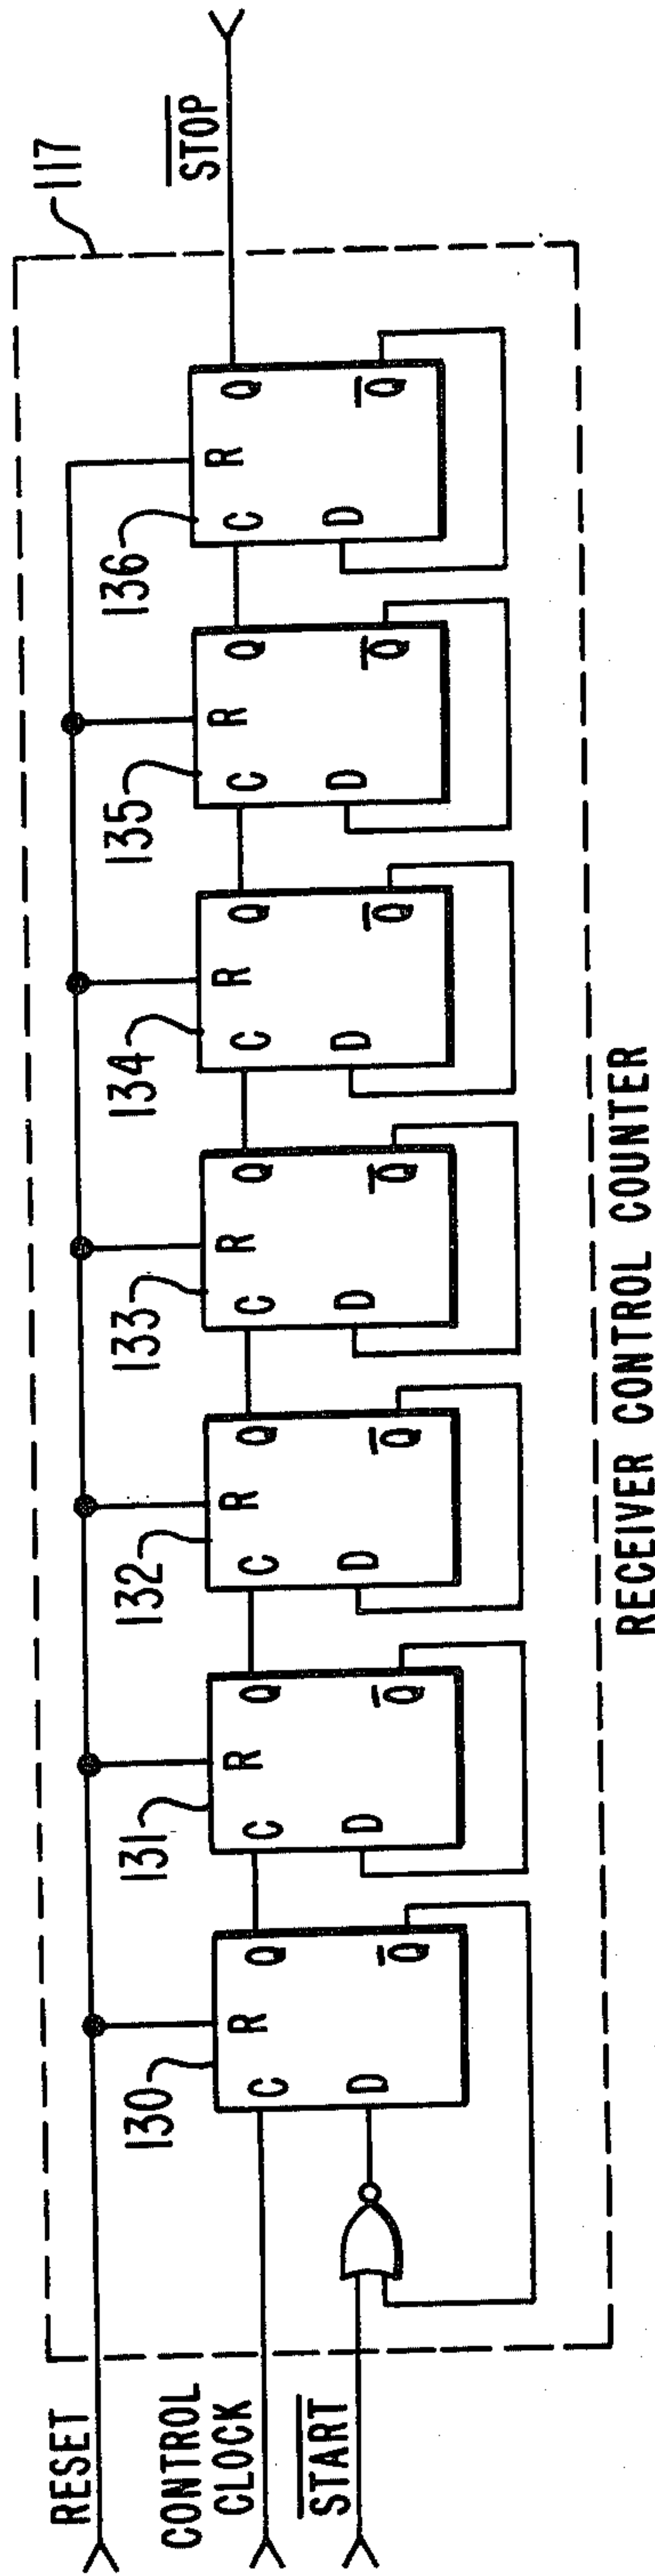 RESET
CONTROL
CLOCK
START
130
C
R
Q
D
Q
131
C
R
Q
D
Q
132
C
R
Q
D
Q
133
C
R
Q
D
Q
134
C
R
Q
D
Q
135
C
R
Q
D
Q
136
C
R
Q
D
Q
117
STOP
RECEIVER CONTROL COUNTER